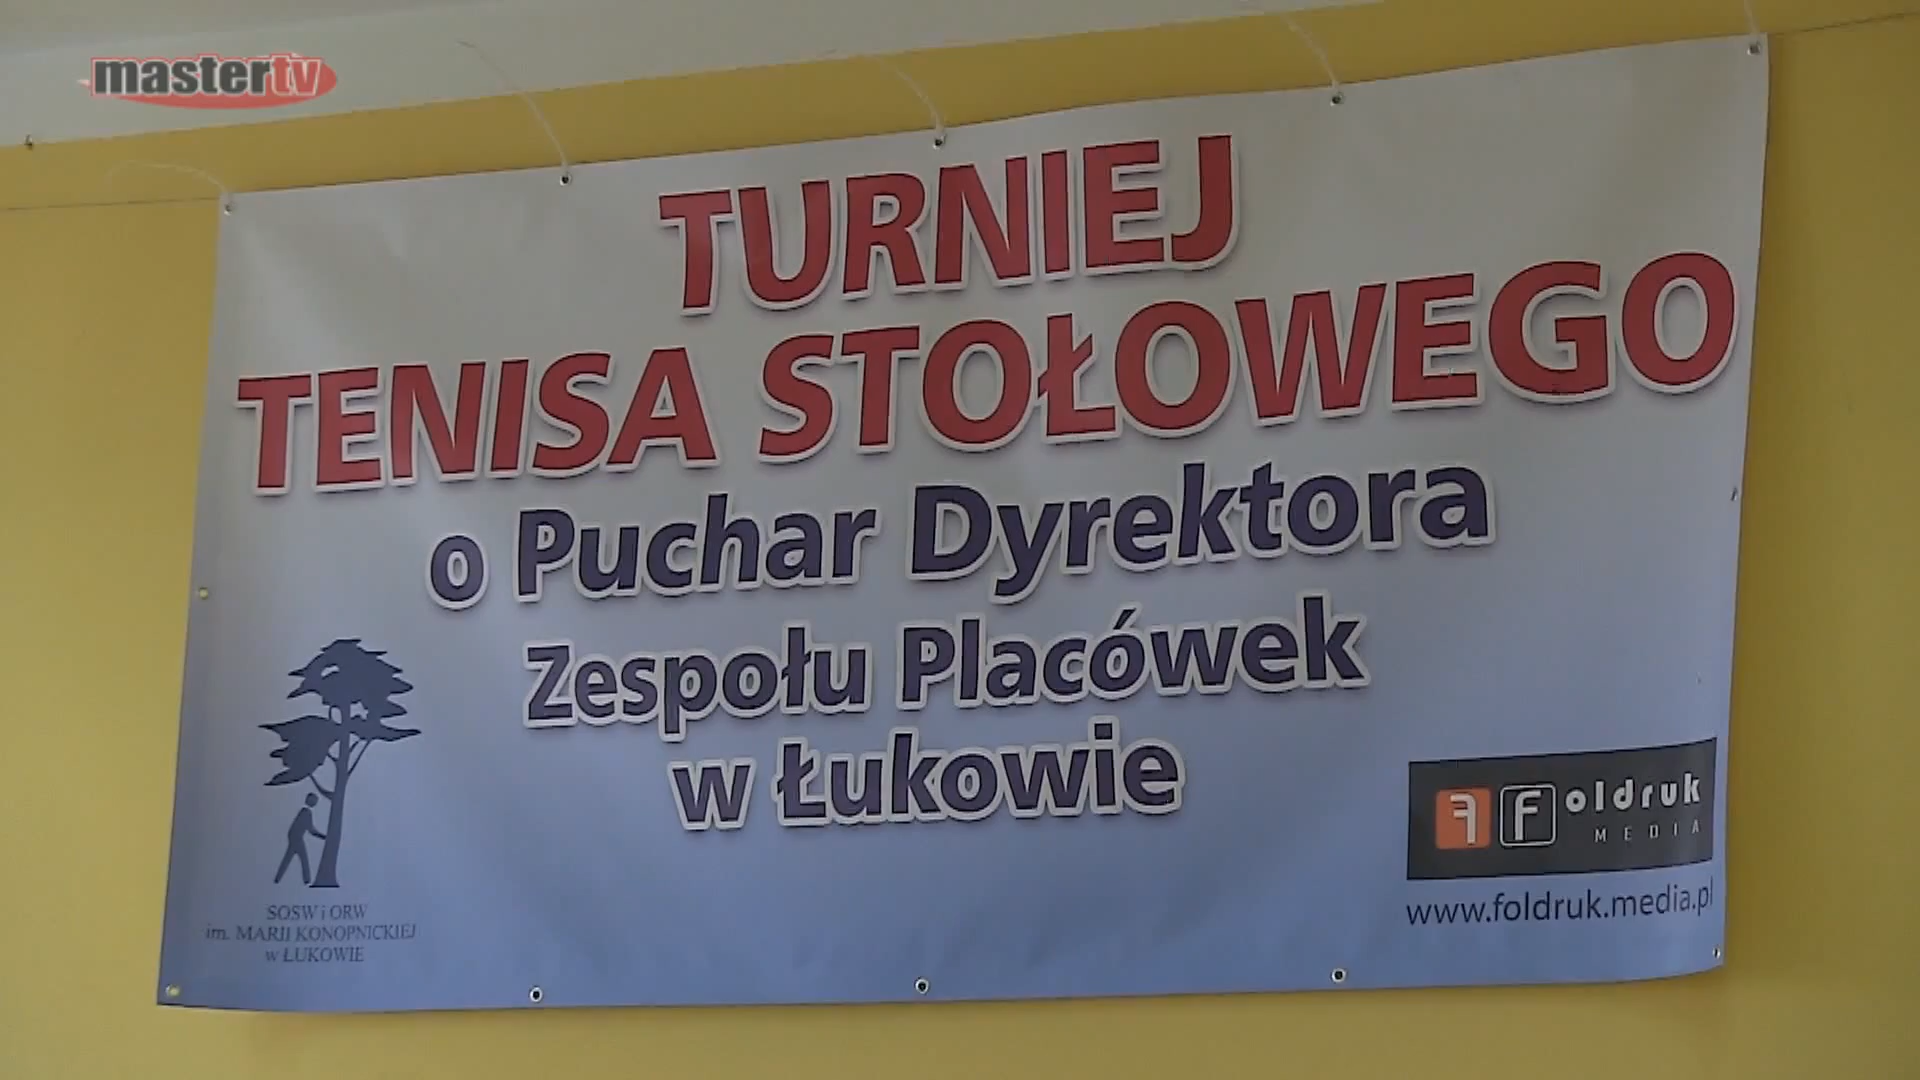 mastertv
TURNIEJ
TENISA STOŁOWEGO
o Puchar Dyrektora
Zespołu Placówek
w Łukowie
SOSW i ORW
im. MARII KONOPNICKIEJ
w ŁUKOWIE
F F oldruk
MEDIA
www.foldruk.media.pl